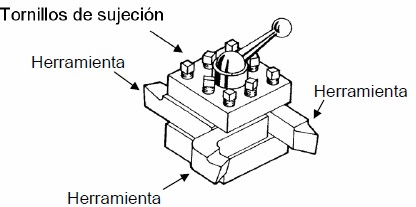 Tornillos de sujeción
Herramienta
Herramienta
Herramienta